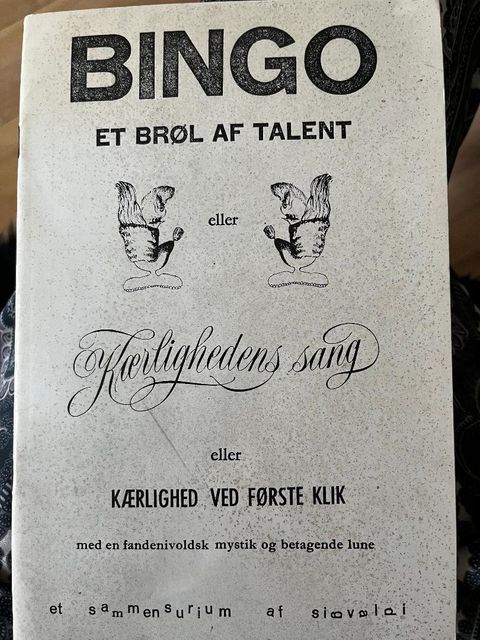 BINGO
ET BRØL AF TALENT
eller
Kærlighedens sang
eller
KÆRLIGHED VED FØRSTE KLIK
med en fandenivoldsk mystik og betagende lune
et sammensurium af